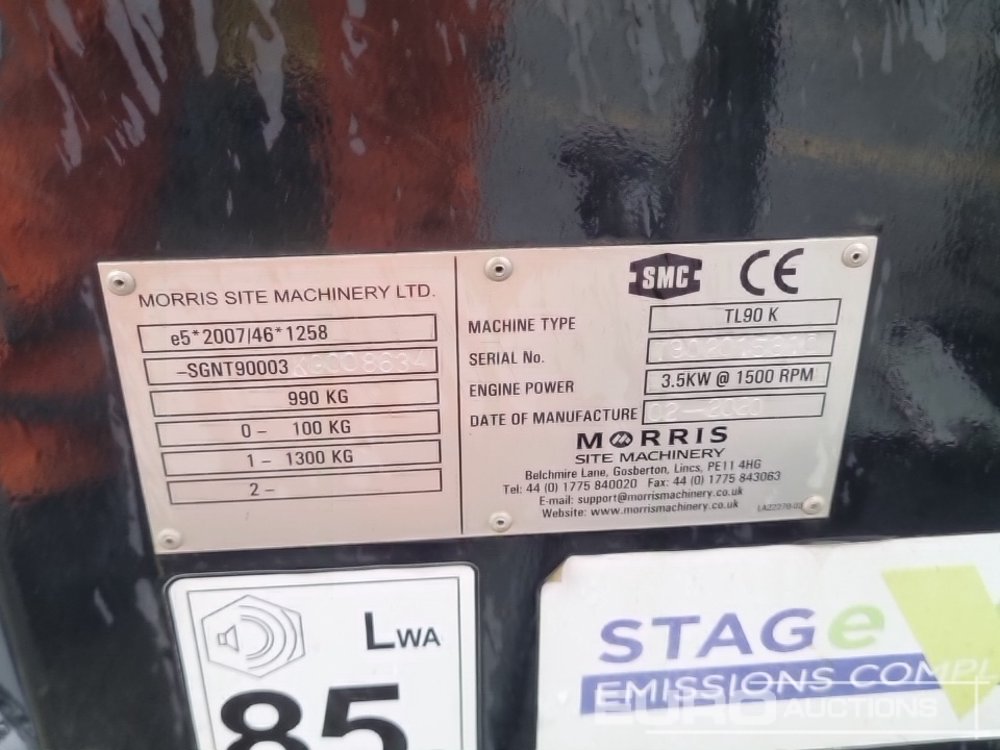 MORRIS SITE MACHINERY LTD.
e5*2007/46*1258
-SGNT90003
990 KG
0 - 100 KG
1 - 1300 KG
2 -
SMC CE
MACHINE TYPE TL90 K
SERIAL No.
ENGINE POWER 3.5KW @ 1500 RPM
DATE OF MANUFACTURE 02-2020
MORRIS
SITE MACHINERY
Belchmire Lane, Gosberton, Lincs, PE11 4HG
Tel: 44 (0) 1775 840020 Fax: 44 (0) 1775 843063
E-mail: support@morrismachinery.co.uk
Website: www.morrismachinery.co.uk
LWA
85
STAGe
EMISSIONS COMPL
EURO
AUCTIONS